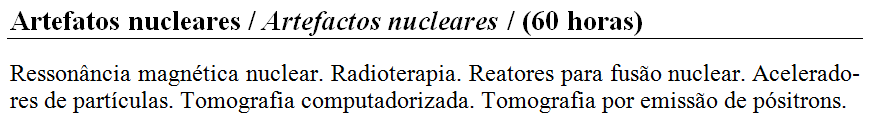 Artefatos nucleares / Artefactos nucleares / (60 horas)
Ressonância magnética nuclear. Radioterapia. Reatores para fusão nuclear. Acelerado-
res de partículas. Tomografia computadorizada. Tomografia por emissão de pósitrons.